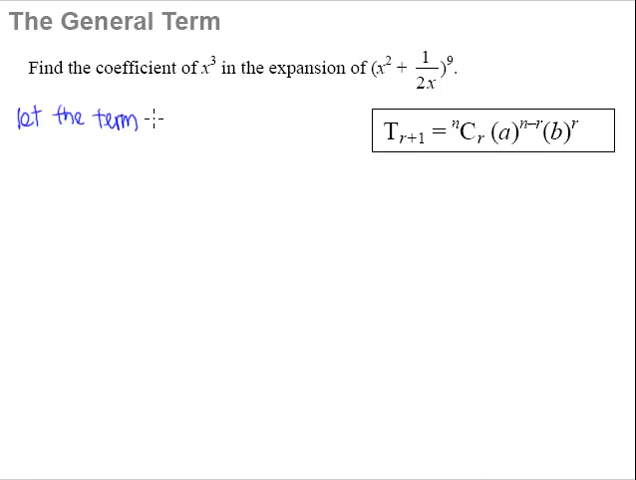 The General Term
Find the coefficient of x³ in the expansion of (x² + 1/2x)⁹.
let the term
Tᵣ₊₁ = ⁿCᵣ (a)ⁿ⁻ʳ(b)ʳ